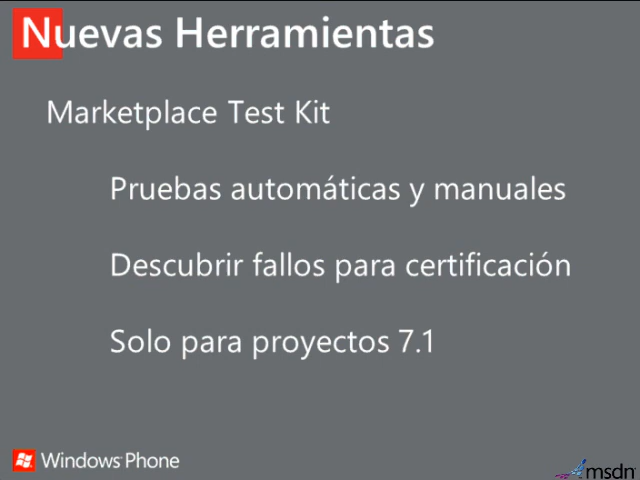 Nuevas Herramientas
Marketplace Test Kit
Pruebas automáticas y manuales
Descubrir fallos para certificación
Solo para proyectos 7.1
Windows Phone
msdn